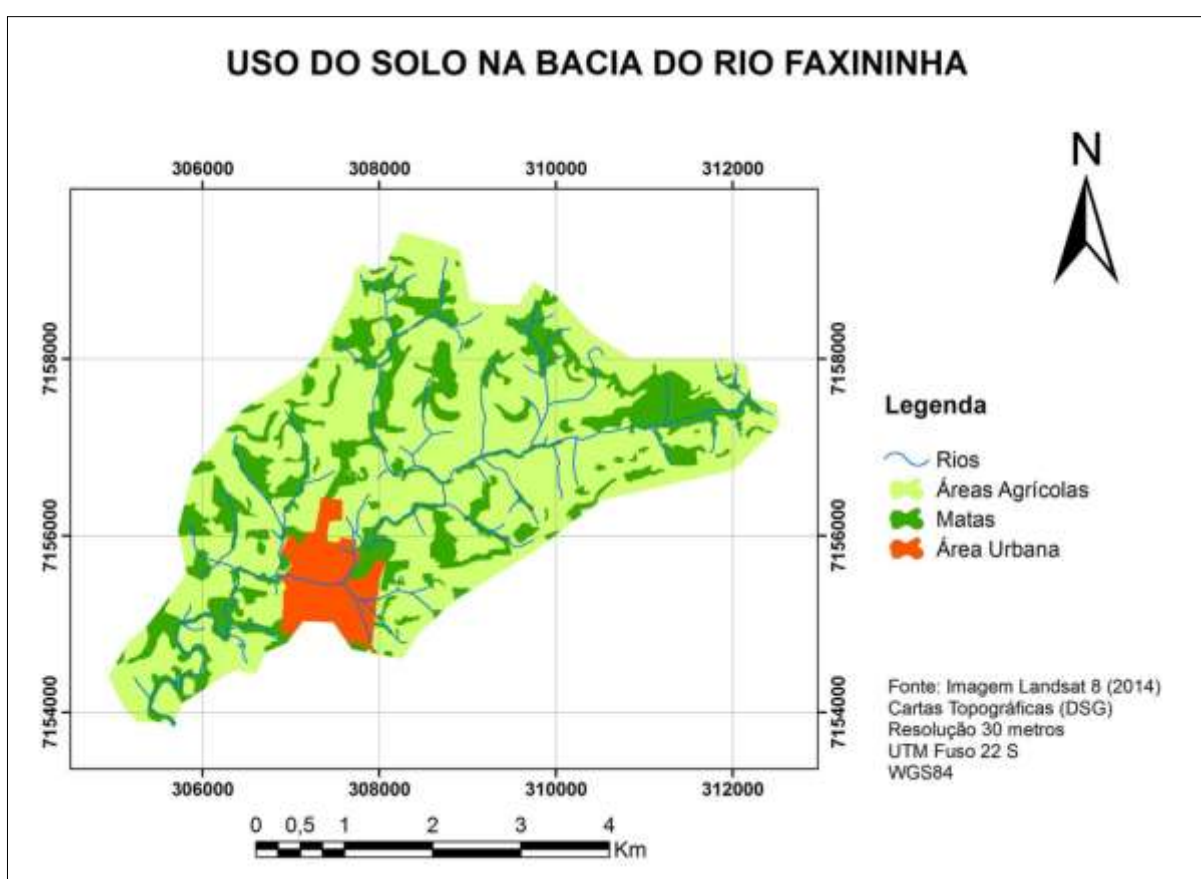 USO DO SOLO NA BACIA DO RIO FAXININHA
N
306000 308000 310000 312000
7158000 7158000
7156000 7156000
7154000 7154000
306000 308000 310000 312000
Legenda
Rios
Áreas Agrícolas
Matas
Área Urbana
Fonte: Imagem Landsat 8 (2014)
Cartas Topográficas (DSG)
Resolução 30 metros
UTM Fuso 22 S
WGS84
0 0,5 1 2 3 4
Km